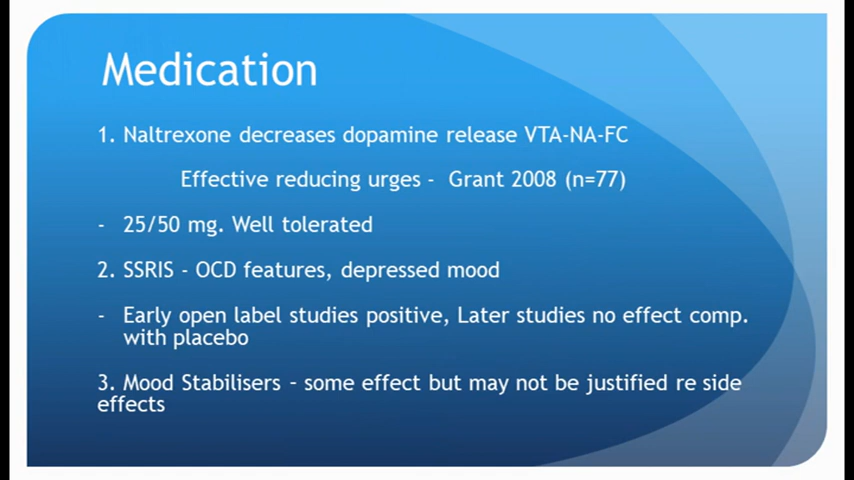 Medication
1. Naltrexone decreases dopamine release VTA-NA-FC
Effective reducing urges - Grant 2008 (n=77)
- 25/50 mg. Well tolerated
2. SSRIS - OCD features, depressed mood
- Early open label studies positive, Later studies no effect comp.
with placebo
3. Mood Stabilisers – some effect but may not be justified re side
effects